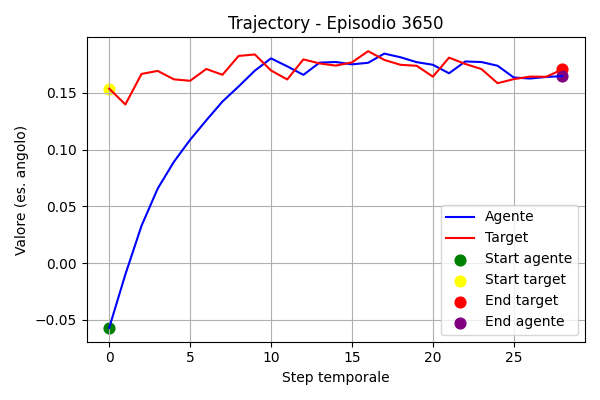 Trajectory - Episodio 3650
Valore (es. angolo)
0.15
0.10
0.05
0.00
−0.05
0
5
10
15
20
25
Step temporale
Agente
Target
Start agente
Start target
End target
End agente